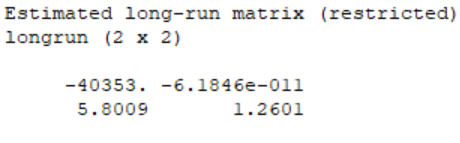 Estimated long-run matrix (restricted)
longrun (2 x 2)
-40353. -6.1846e-011
5.8009 1.2601